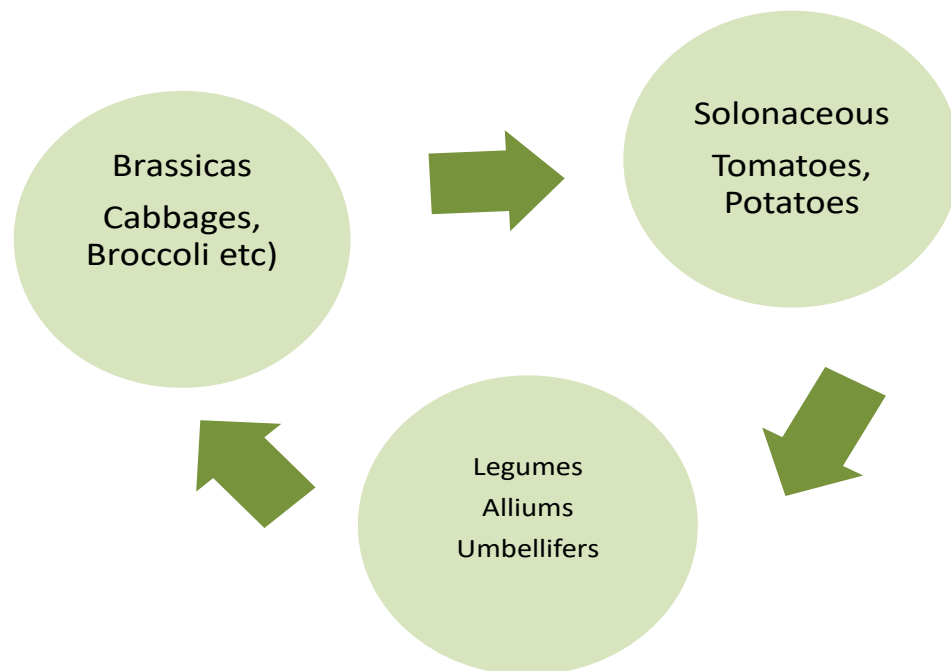 Brassicas
Cabbages,
Broccoli etc)
Solonaceous
Tomatoes,
Potatoes
Legumes
Alliums
Umbellifers